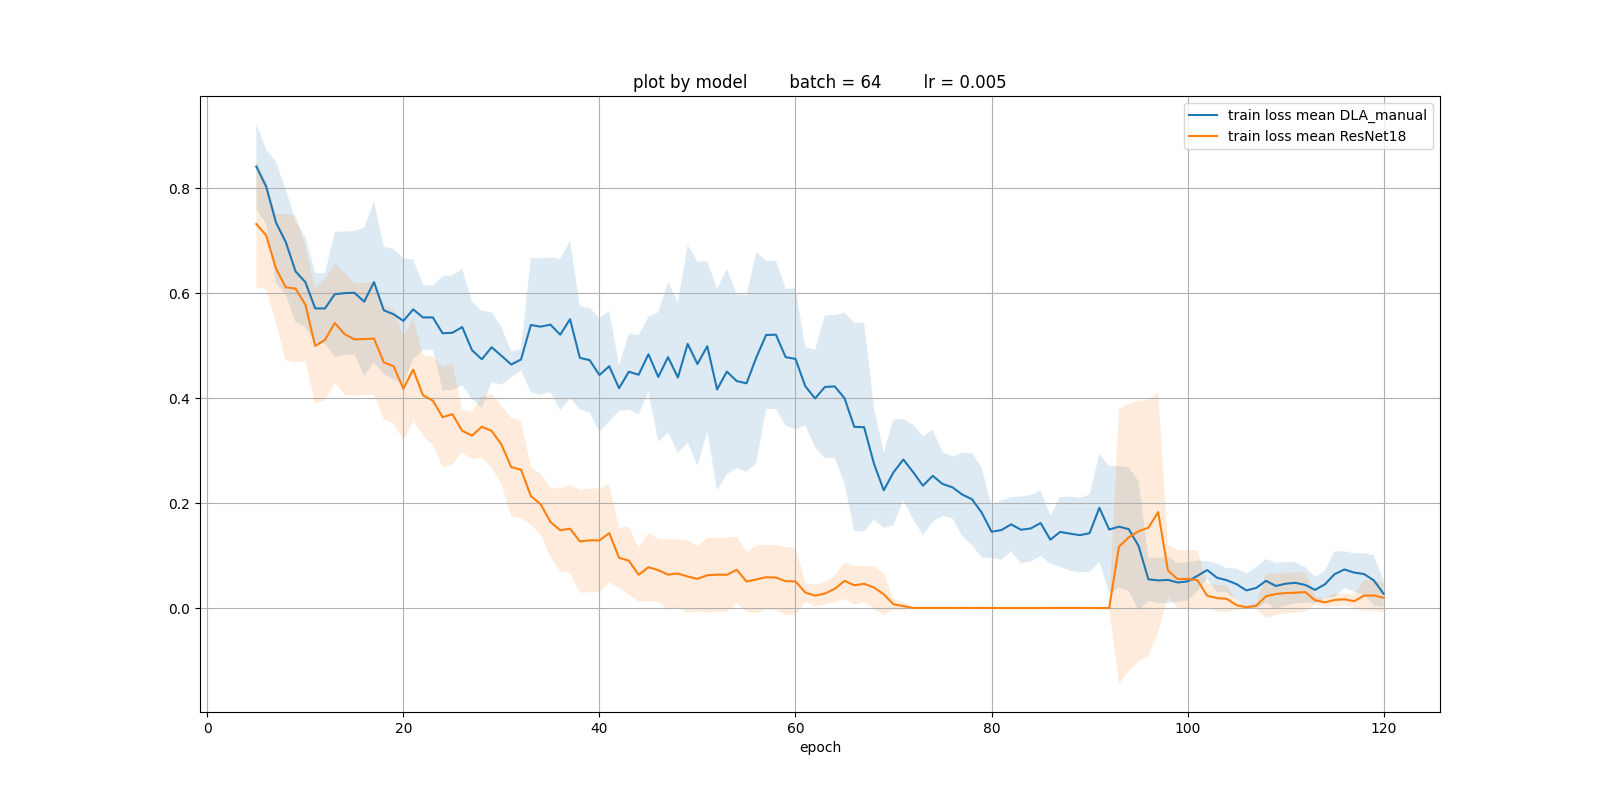 plot by model batch = 64 lr = 0.005
train loss mean DLA_manual
train loss mean ResNet18
0.8
0.6
0.4
0.2
0.0
0 20 40 60 80 100 120
epoch